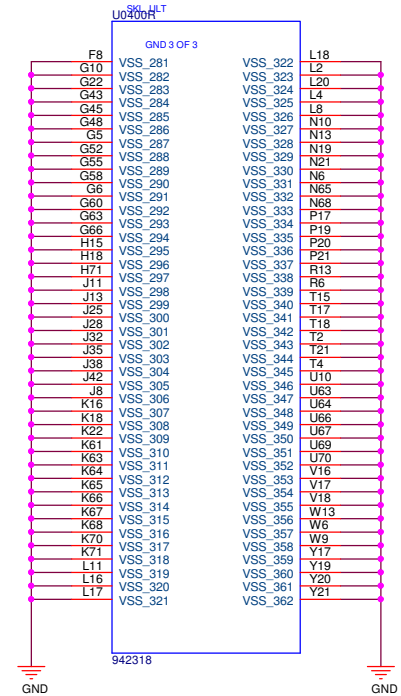 SKL_ULT
U0400R
GND 3 OF 3
F8 VSS_281 VSS_322 L18
G10 VSS_282 VSS_323 L2
G22 VSS_283 VSS_324 L20
G43 VSS_284 VSS_325 L4
G45 VSS_285 VSS_326 L8
G48 VSS_286 VSS_327 N10
G5 VSS_287 VSS_328 N13
G52 VSS_288 VSS_329 N19
G55 VSS_289 VSS_330 N21
G58 VSS_290 VSS_331 N6
G6 VSS_291 VSS_332 N65
G60 VSS_292 VSS_333 N68
G63 VSS_293 VSS_334 P17
G66 VSS_294 VSS_335 P19
H15 VSS_295 VSS_336 P20
H18 VSS_296 VSS_337 P21
H71 VSS_297 VSS_338 R13
J11 VSS_298 VSS_339 R6
J13 VSS_299 VSS_340 T15
J25 VSS_300 VSS_341 T17
J28 VSS_301 VSS_342 T18
J32 VSS_302 VSS_343 T2
J35 VSS_303 VSS_344 T21
J38 VSS_304 VSS_345 T4
J42 VSS_305 VSS_346 U10
J8 VSS_306 VSS_347 U63
K16 VSS_307 VSS_348 U64
K18 VSS_308 VSS_349 U66
K22 VSS_309 VSS_350 U67
K61 VSS_310 VSS_351 U69
K63 VSS_311 VSS_352 U70
K64 VSS_312 VSS_353 V16
K65 VSS_313 VSS_354 V17
K66 VSS_314 VSS_355 V18
K67 VSS_315 VSS_356 W13
K68 VSS_316 VSS_357 W6
K70 VSS_317 VSS_358 W9
K71 VSS_318 VSS_359 Y17
L11 VSS_319 VSS_360 Y19
L16 VSS_320 VSS_361 Y20
L17 VSS_321 VSS_362 Y21
942318
GND GND